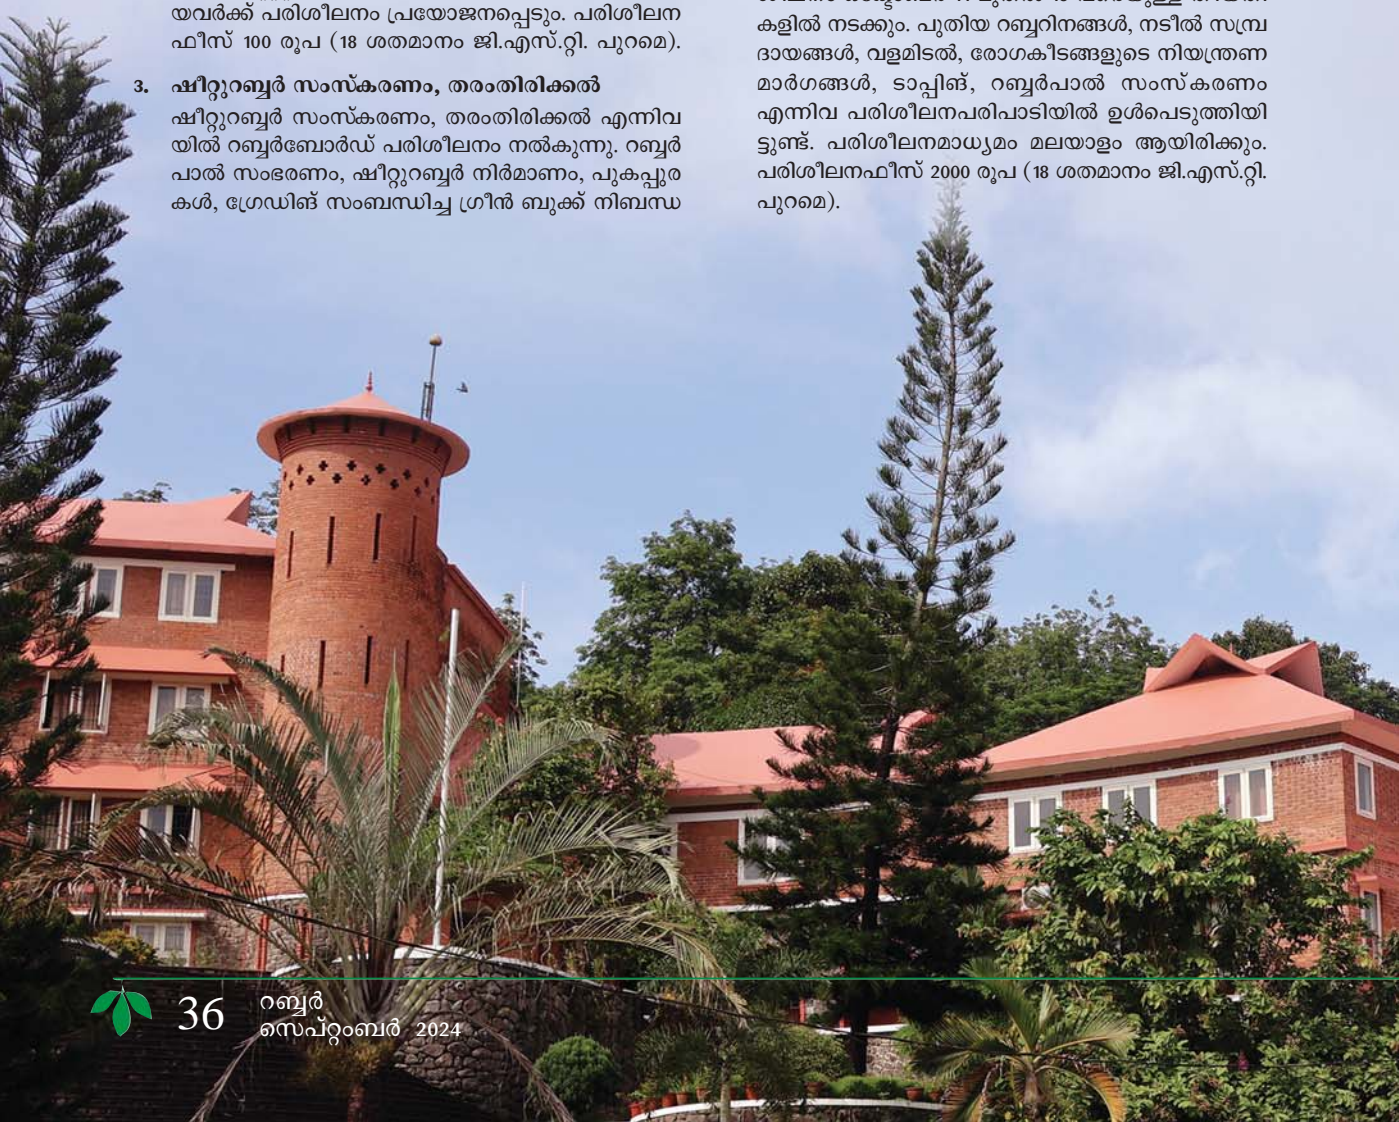 യവർക്ക് പരിശീലനം പ്രയോജനപ്പെടും. പരിശീലന
ഫീസ് 100 രൂപ (18 ശതമാനം ജി.എസ്.റ്റി. പുറമെ).
3. ഷീറ്റുറബ്ബർ സംസ്കരണം, തരംതിരിക്കൽ
ഷീറ്റുറബ്ബർ സംസ്കരണം, തരംതിരിക്കൽ എന്നിവ
യിൽ റബ്ബർബോർഡ് പരിശീലനം നൽകുന്നു. റബ്ബർ
പാൽ സംഭരണം, ഷീറ്റുറബ്ബർ നിർമാണം, പുകപ്പുര
കൾ, ഗ്രേഡിങ് സംബന്ധിച്ച ഗ്രീൻ ബുക്ക് നിബന്ധ
കളിൽ നടക്കും. പുതിയ റബ്ബറിനങ്ങൾ, നടീൽ സമ്പ്ര
ദായങ്ങൾ, വളമിടൽ, രോഗകീടങ്ങളുടെ നിയന്ത്രണ
മാർഗങ്ങൾ, ടാപ്പിങ്, റബ്ബർപാൽ സംസ്കരണം
എന്നിവ പരിശീലനപരിപാടിയിൽ ഉൾപെടുത്തിയി
ട്ടുണ്ട്. പരിശീലനമാധ്യമം മലയാളം ആയിരിക്കും.
പരിശീലനഫീസ് 2000 രൂപ (18 ശതമാനം ജി.എസ്.റ്റി.
പുറമെ).
36
റബ്ബർ
സെപ്റ്റംബർ 2024